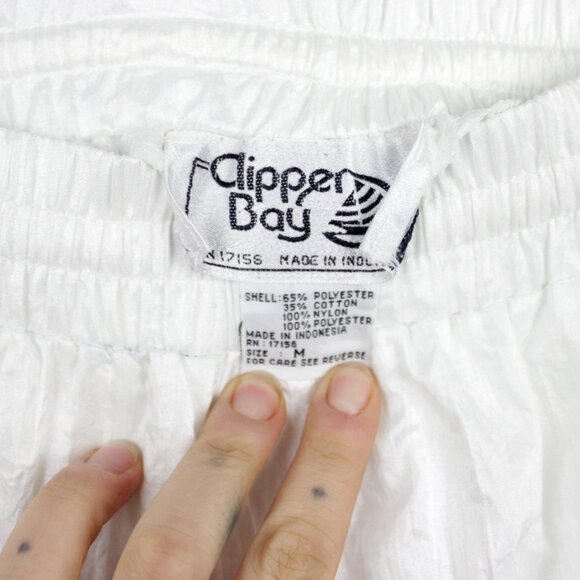 Clipper
Bay
N 17156 MADE IN INDO
SHELL: 65% POLYESTER
35% COTTON
100% NYLON
100% POLYESTER
MADE IN INDONESIA
RN: 17156
SIZE: M
FOR CARE SEE REVERSE